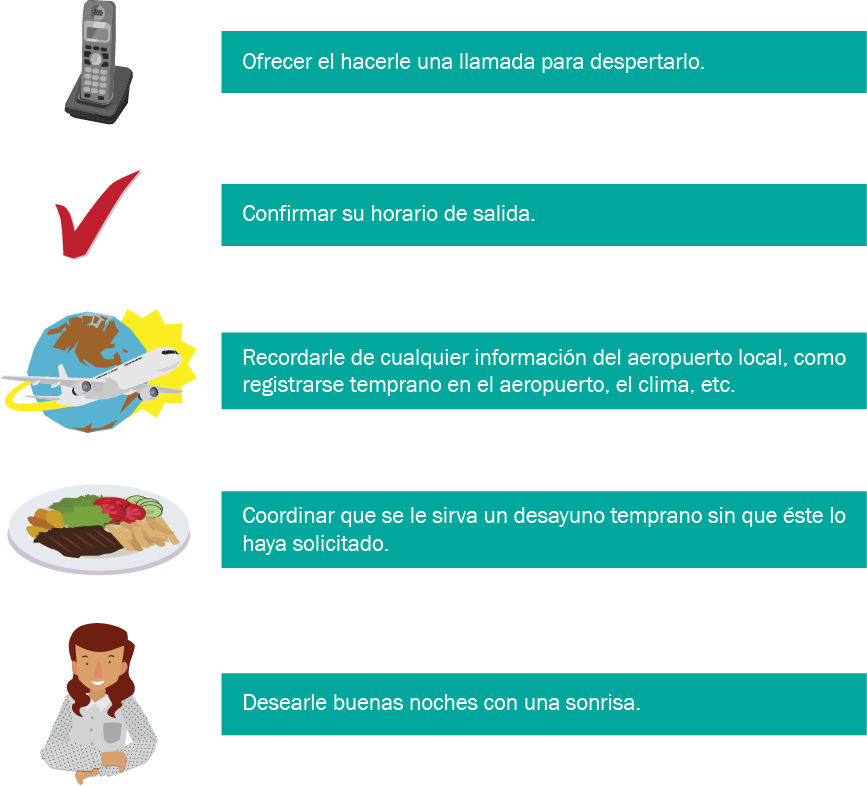 Ofrecer el hacerle una llamada para despertarlo.
Confirmar su horario de salida.
Recordarle de cualquier información del aeropuerto local, como
registrarse temprano en el aeropuerto, el clima, etc.
Coordinar que se le sirva un desayuno temprano sin que éste lo
haya solicitado.
Desearle buenas noches con una sonrisa.